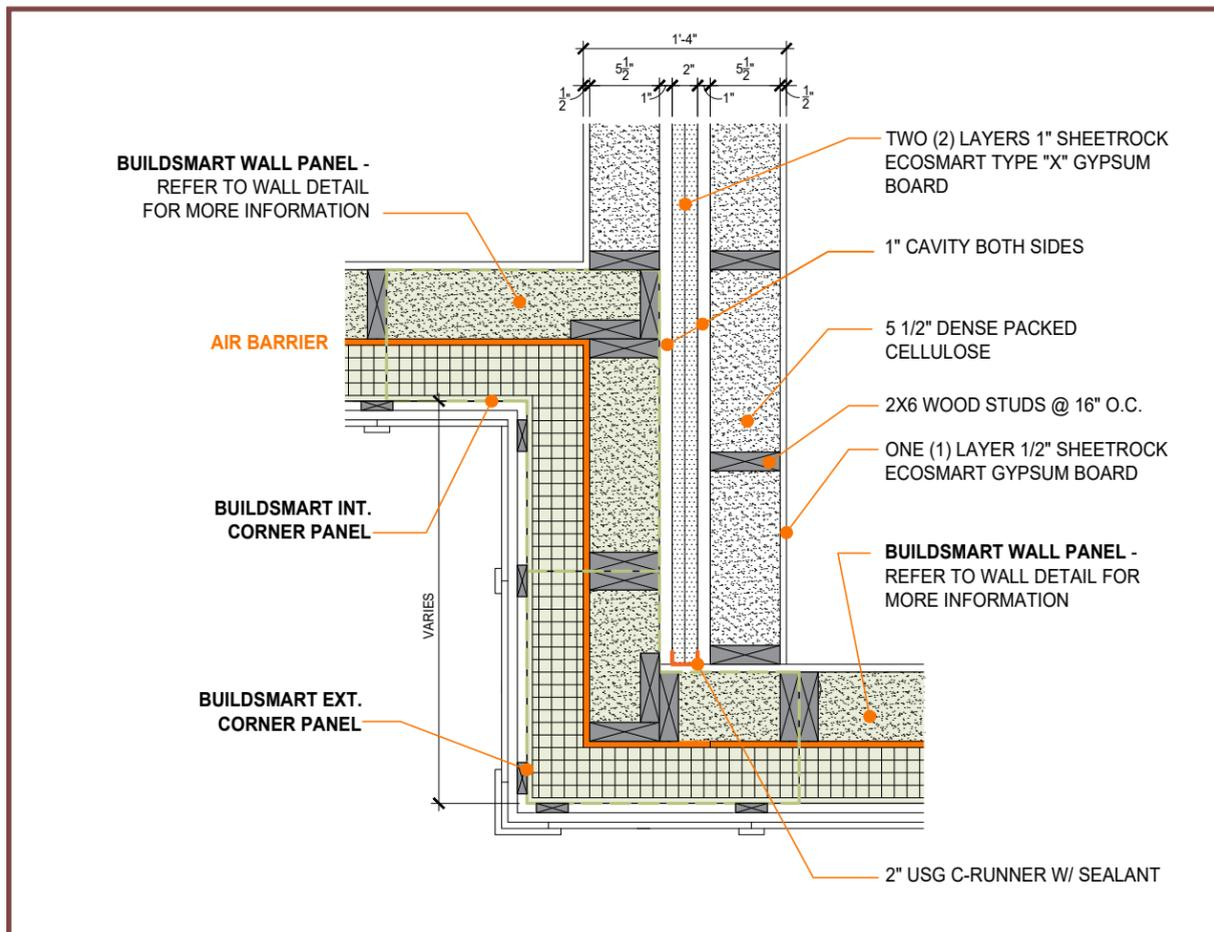 1'-4"
5 1/2"
2"
5 1/2"
1/2"
1"
1"
1/2"
BUILDSMART WALL PANEL -
REFER TO WALL DETAIL
FOR MORE INFORMATION
AIR BARRIER
BUILDSMART INT.
CORNER PANEL
VARIES
BUILDSMART EXT.
CORNER PANEL
TWO (2) LAYERS 1" SHEETROCK
ECOSMART TYPE "X" GYPSUM
BOARD
1" CAVITY BOTH SIDES
5 1/2" DENSE PACKED
CELLULOSE
2X6 WOOD STUDS @ 16" O.C.
ONE (1) LAYER 1/2" SHEETROCK
ECOSMART GYPSUM BOARD
BUILDSMART WALL PANEL -
REFER TO WALL DETAIL FOR
MORE INFORMATION
2" USG C-RUNNER W/ SEALANT